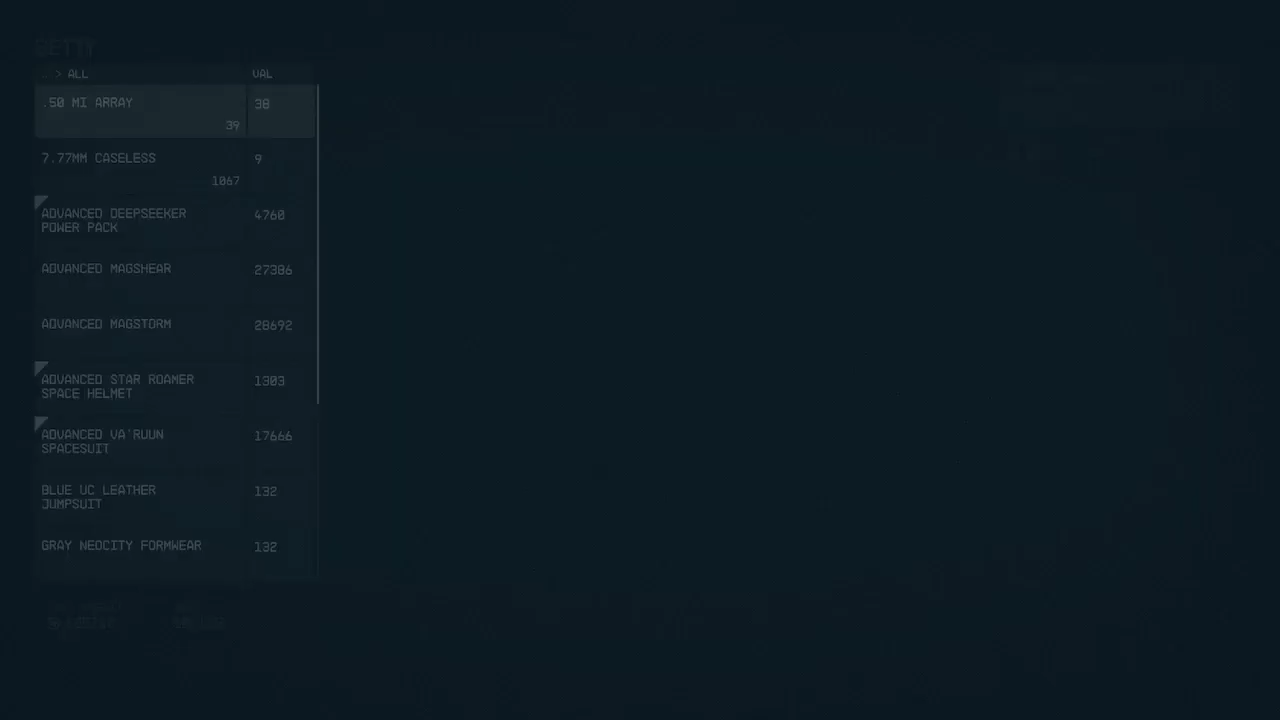 BETTY
> ALL VAL
.50 MI ARRAY 38
39
7.77MM CASELESS 9
1067
ADVANCED DEEPSEEKER 4760
POWER PACK
ADVANCED MAGSHEAR 27386
ADVANCED MAGSTORM 28692
ADVANCED STAR ROAMER 1303
SPACE HELMET
ADVANCED VA'RUUN 17666
SPACESUIT
BLUE UC LEATHER 132
JUMPSUIT
GRAY NEOCITY FORMWEAR 132